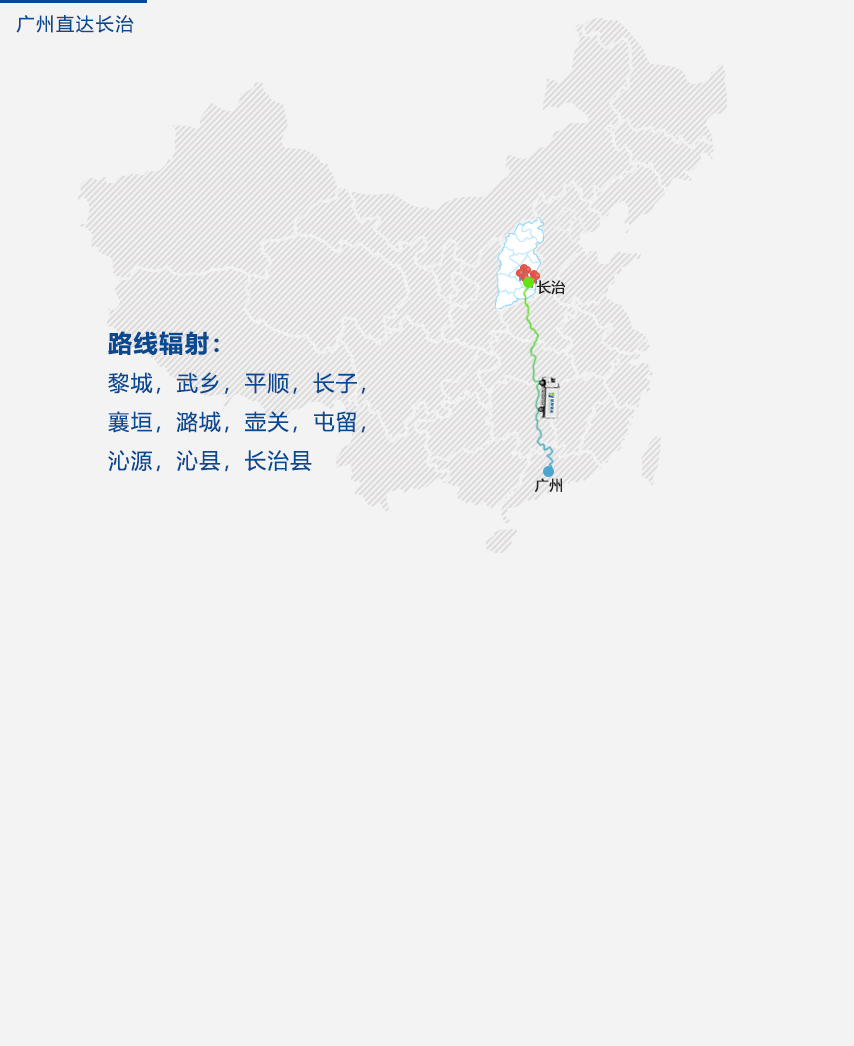 广州直达长治
长治
路线辐射：
黎城，武乡，平顺，长子，
襄垣，潞城，壶关，屯留，
沁源，沁县，长治县
广州